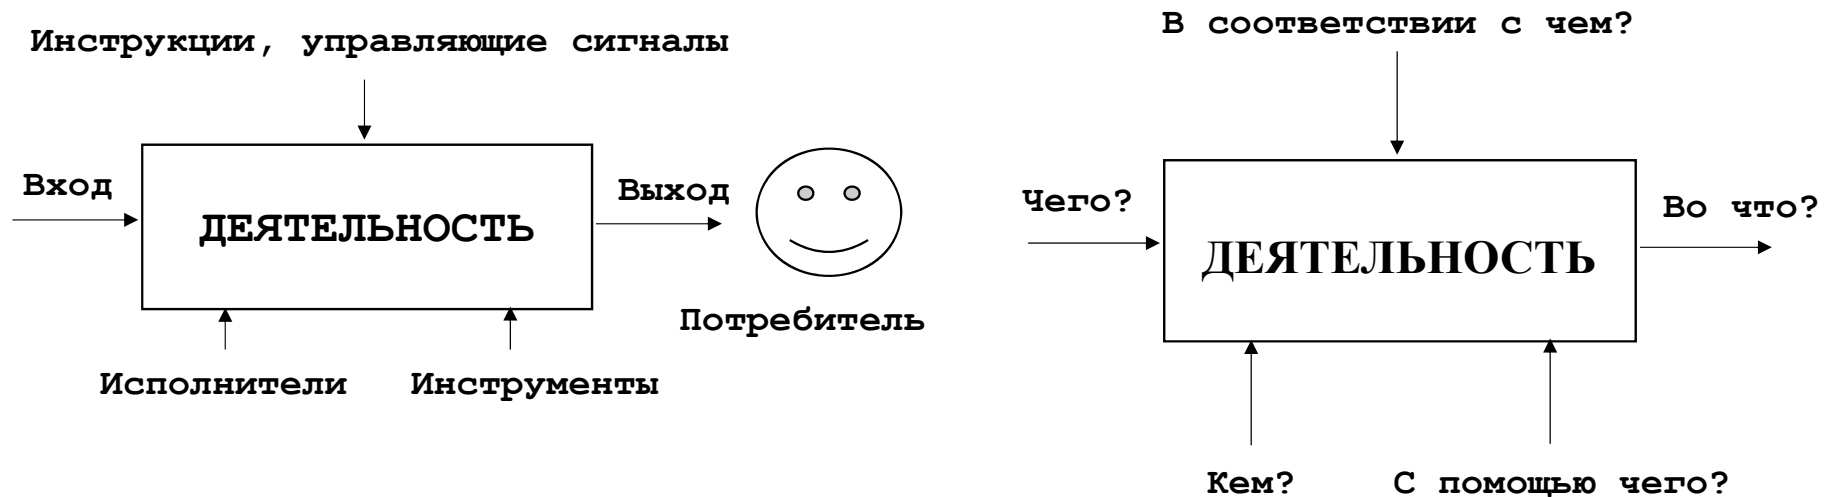 Инструкции, управляющие сигналы
Вход
ДЕЯТЕЛЬНОСТЬ
Выход
Потребитель
Исполнители
Инструменты
В соответствии с чем?
Чего?
ДЕЯТЕЛЬНОСТЬ
Во что?
Кем?
С помощью чего?